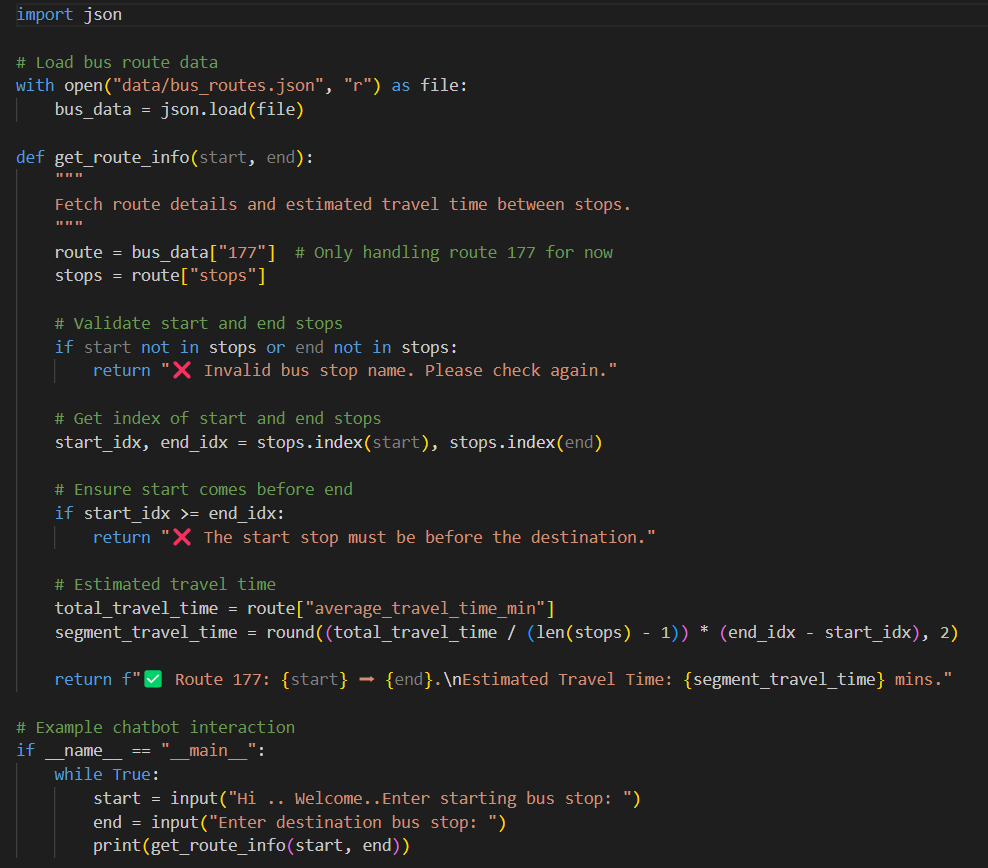 import json
# Load bus route data
with open("data/bus_routes.json", "r") as file:
    bus_data = json.load(file)
def get_route_info(start, end):
    """
    Fetch route details and estimated travel time between stops.
    """
    route = bus_data["177"]  # Only handling route 177 for now
    stops = route["stops"]
    # Validate start and end stops
    if start not in stops or end not in stops:
        return "❌ Invalid bus stop name. Please check again."
    # Get index of start and end stops
    start_idx, end_idx = stops.index(start), stops.index(end)
    # Ensure start comes before end
    if start_idx >= end_idx:
        return "❌ The start stop must be before the destination."
    # Estimated travel time
    total_travel_time = route["average_travel_time_min"]
    segment_travel_time = round((total_travel_time / (len(stops) - 1)) * (end_idx - start_idx), 2)
    return f"✅ Route 177: {start} ➡ {end}.\nEstimated Travel Time: {segment_travel_time} mins."
# Example chatbot interaction
if __name__ == "__main__":
    while True:
        start = input("Hi .. Welcome..Enter starting bus stop: ")
        end = input("Enter destination bus stop: ")
        print(get_route_info(start, end))